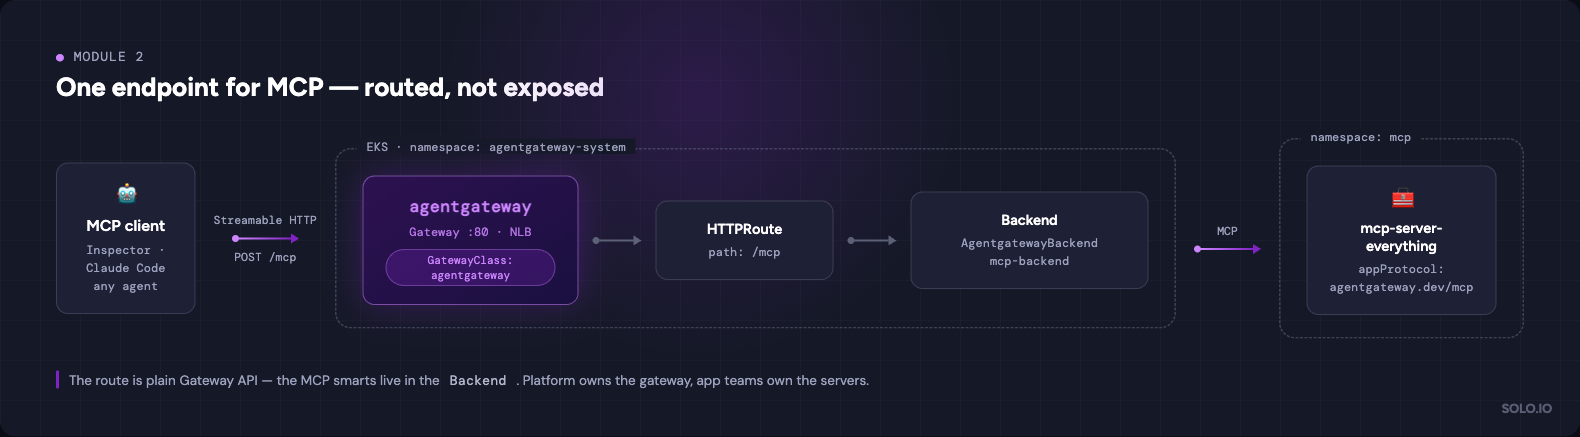 MODULE 2
One endpoint for MCP — routed, not exposed
EKS · namespace: agentgateway-system
namespace: mcp
MCP client
Inspector ·
Claude Code
any agent
Streamable HTTP
POST /mcp
agentgateway
Gateway :80 · NLB
GatewayClass:
agentgateway
HTTPRoute
path: /mcp
Backend
AgentgatewayBackend
mcp-backend
MCP
mcp-server-
everything
appProtocol:
agentgateway.dev/mcp
The route is plain Gateway API — the MCP smarts live in the Backend . Platform owns the gateway, app teams own the servers.
SOLO.IO